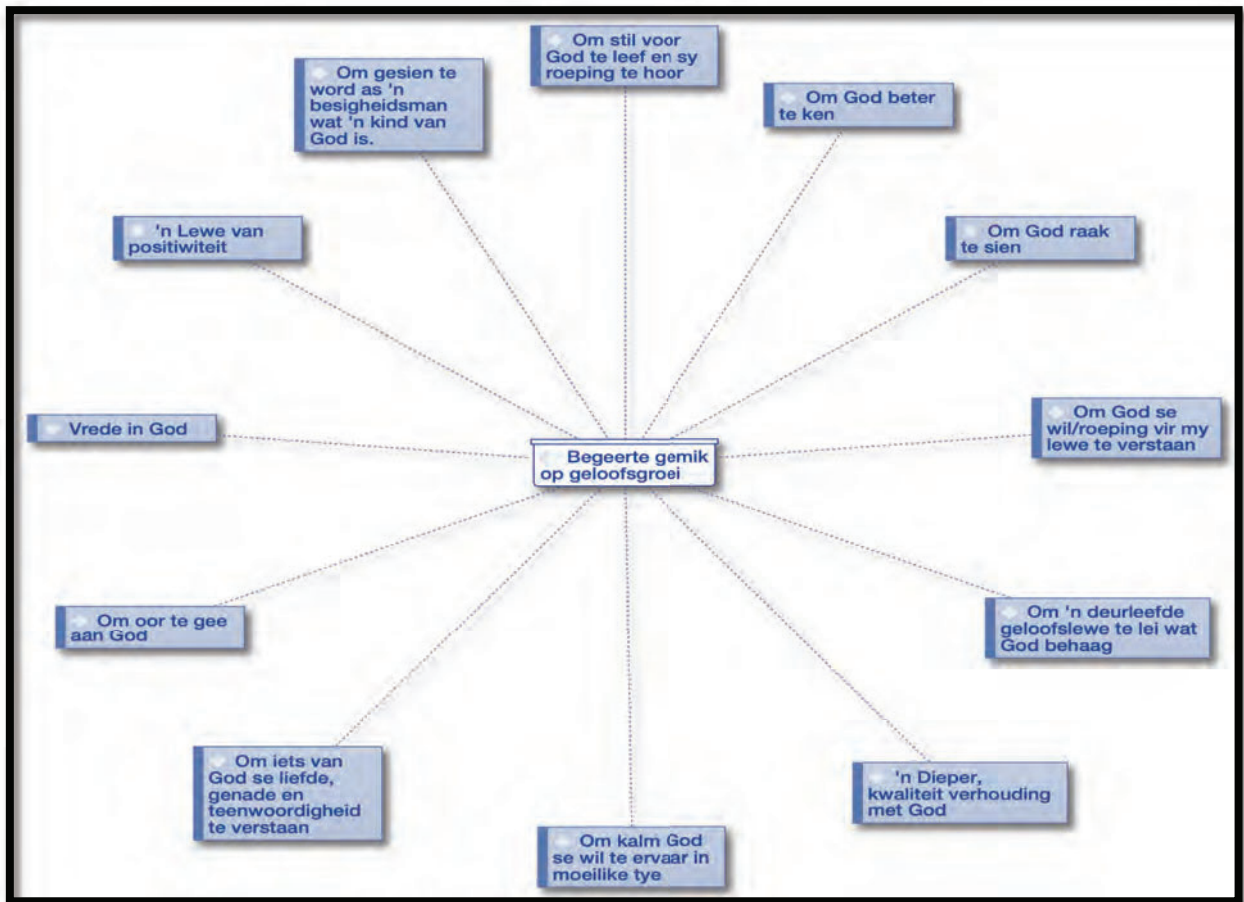 Om stil voor
God te leef en sy
roeping te hoor
Om gesien te
word as 'n
besigheidsman
wat 'n kind van
God is.
Om God beter
te ken
'n Lewe van
positiwiteit
Om God raak
te sien
Vrede in God
Begeerte gemik
op geloofsgroei
Om God se
wil/roeping vir my
lewe te verstaan
Om oor te gee
aan God
Om 'n deurleefde
geloofslewe te lei wat
God behaag
Om iets van
God se liefde,
genade en
teenwoordigheid
te verstaan
'n Dieper,
kwaliteit verhouding
met God
Om kalm God
se wil te ervaar in
moeilike tye